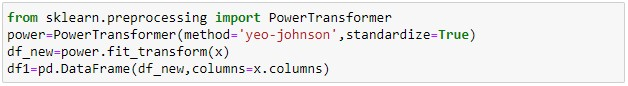 from sklearn.preprocessing import PowerTransformer
power=PowerTransformer(method='yeo-johnson',standardize=True)
df_new=power.fit_transform(x)
df1=pd.DataFrame(df_new,columns=x.columns)